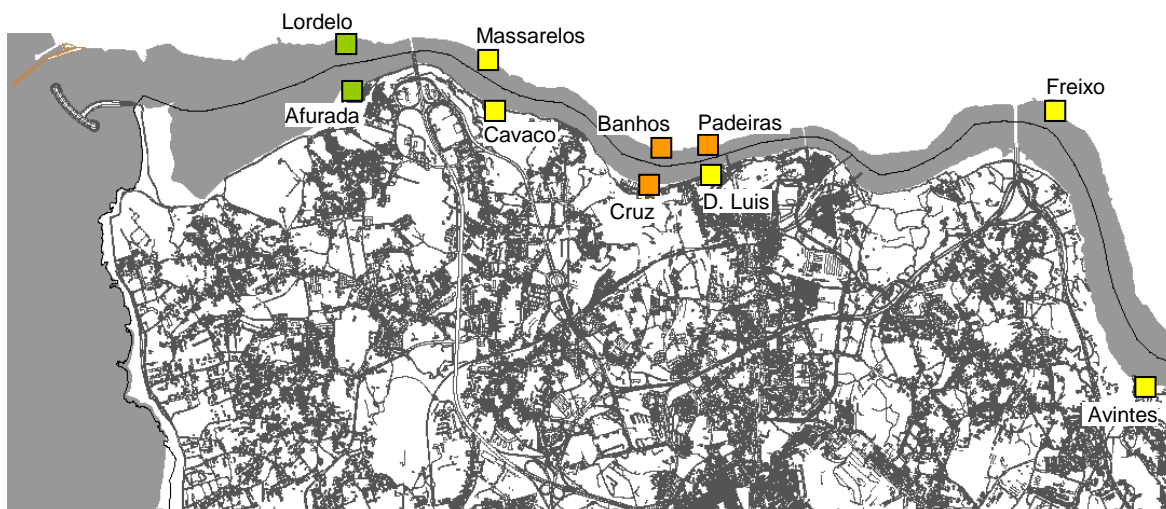 Lordelo
Massarelos
Freixo
Afurada
Cavaco
Banhos
Padeiras
Cruz
D. Luis
Avintes